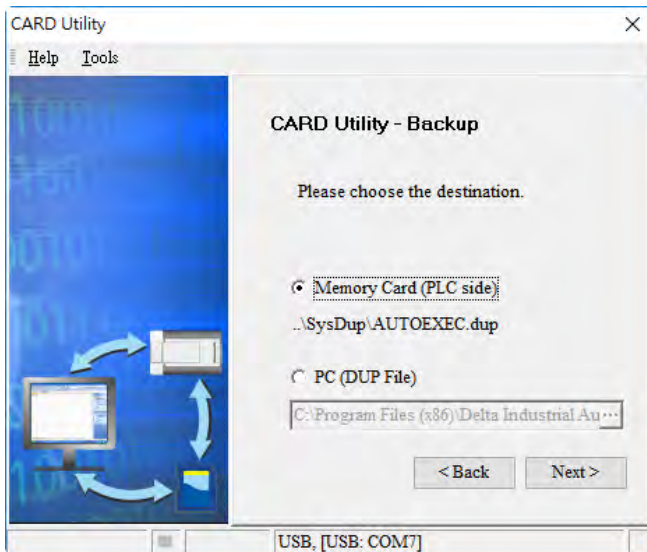 CARD Utility
Help Tools
CARD Utility - Backup
Please choose the destination.
Memory Card (PLC side)
..\SysDup\AUTOEXEC.dup
PC (DUP File)
C:\Program Files (x86)\Delta Industrial Au...
< Back Next >
USB, [USB: COM7]